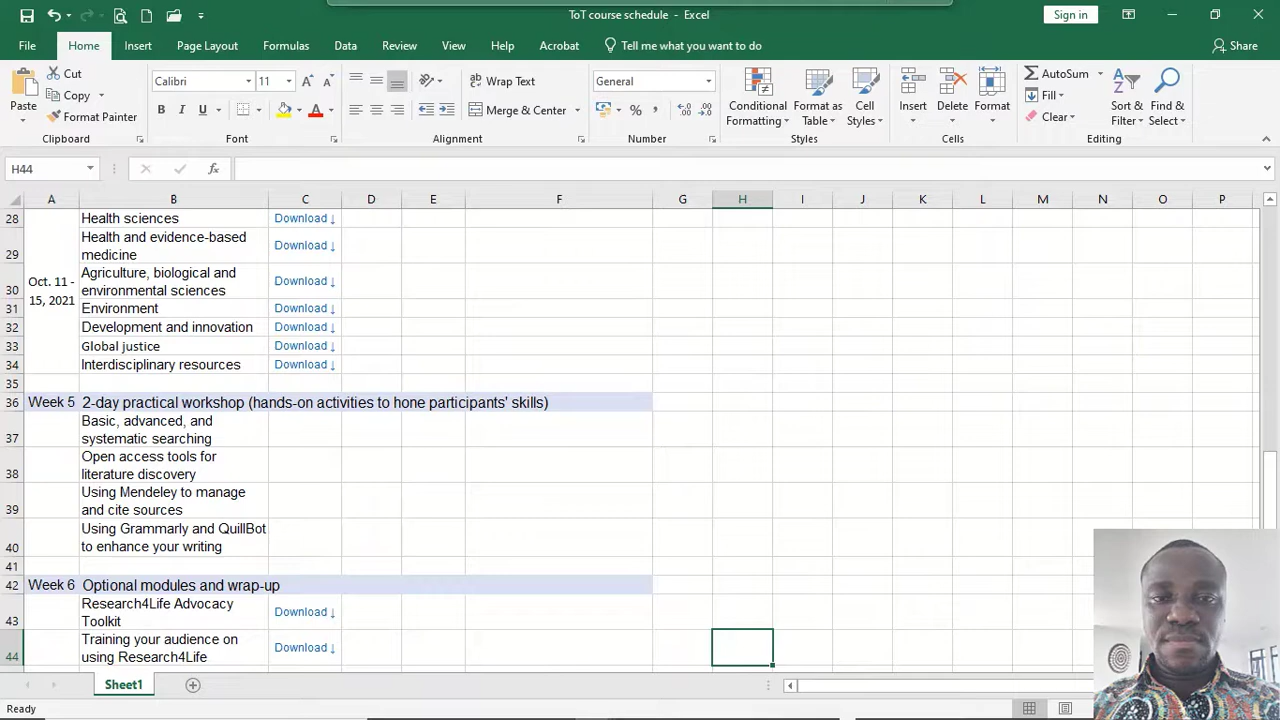 ToT course schedule - Excel
Sign in
File Home Insert Page Layout Formulas Data Review View Help Acrobat Tell me what you want to do Share
Paste
Cut
Copy
Format Painter
Clipboard
Calibri 11
B I U
Font
Wrap Text
Merge & Center
Alignment
General
Number
Conditional Formatting
Format as Table
Cell Styles
Styles
Insert
Delete
Format
Cells
AutoSum
Fill
Clear
Sort & Filter
Find & Select
Editing
H44 fx
A B C D E F G H I J K L M N O P
28 Health sciences Download ↓
29 Health and evidence-based
medicine Download ↓
Oct. 11 -
15, 2021
30 Agriculture, biological and
environmental sciences Download ↓
31 Environment Download ↓
32 Development and innovation Download ↓
33 Global justice Download ↓
34 Interdisciplinary resources Download ↓
35
36 Week 5 2-day practical workshop (hands-on activities to hone participants' skills)
37 Basic, advanced, and
systematic searching
38 Open access tools for
literature discovery
39 Using Mendeley to manage
and cite sources
40 Using Grammarly and QuillBot
to enhance your writing
41
42 Week 6 Optional modules and wrap-up
43 Research4Life Advocacy
Toolkit Download ↓
44 Training your audience on
using Research4Life Download ↓
Sheet1
Ready